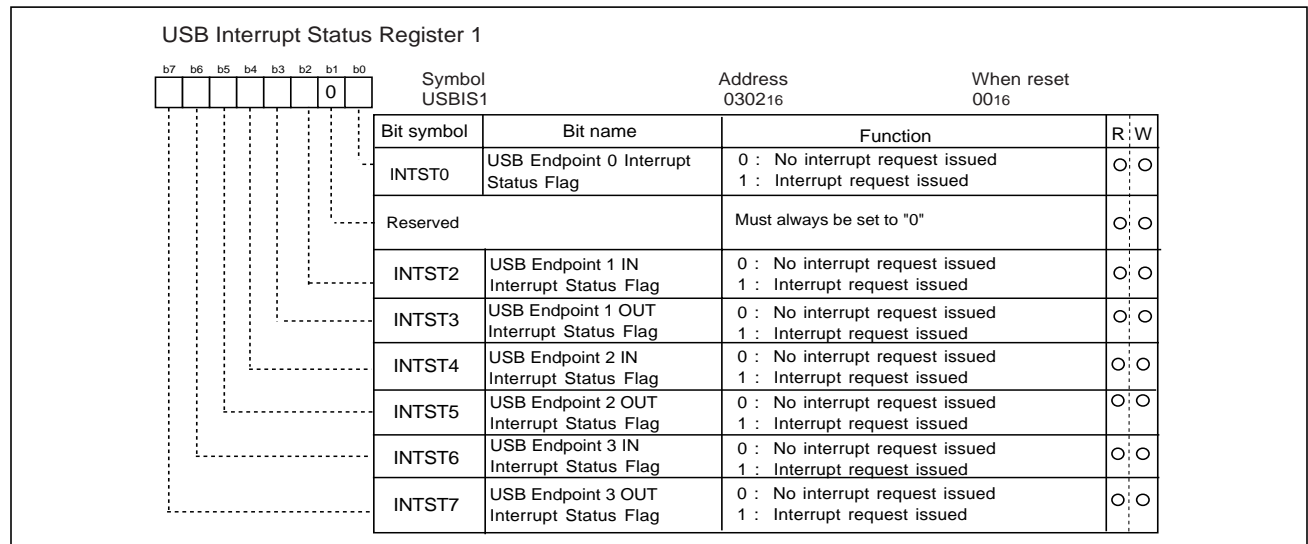 USB Interrupt Status Register 1
b7 b6 b5 b4 b3 b2 b1 b0
0
Symbol Address When reset
USBIS1 030216 0016
Bit symbol Bit name Function R W
INTST0 USB Endpoint 0 Interrupt Status Flag 0 : No interrupt request issued
1 : Interrupt request issued
Reserved Must always be set to "0"
INTST2 USB Endpoint 1 IN Interrupt Status Flag 0 : No interrupt request issued
1 : Interrupt request issued
INTST3 USB Endpoint 1 OUT Interrupt Status Flag 0 : No interrupt request issued
1 : Interrupt request issued
INTST4 USB Endpoint 2 IN Interrupt Status Flag 0 : No interrupt request issued
1 : Interrupt request issued
INTST5 USB Endpoint 2 OUT Interrupt Status Flag 0 : No interrupt request issued
1 : Interrupt request issued
INTST6 USB Endpoint 3 IN Interrupt Status Flag 0 : No interrupt request issued
1 : Interrupt request issued
INTST7 USB Endpoint 3 OUT Interrupt Status Flag 0 : No interrupt request issued
1 : Interrupt request issued